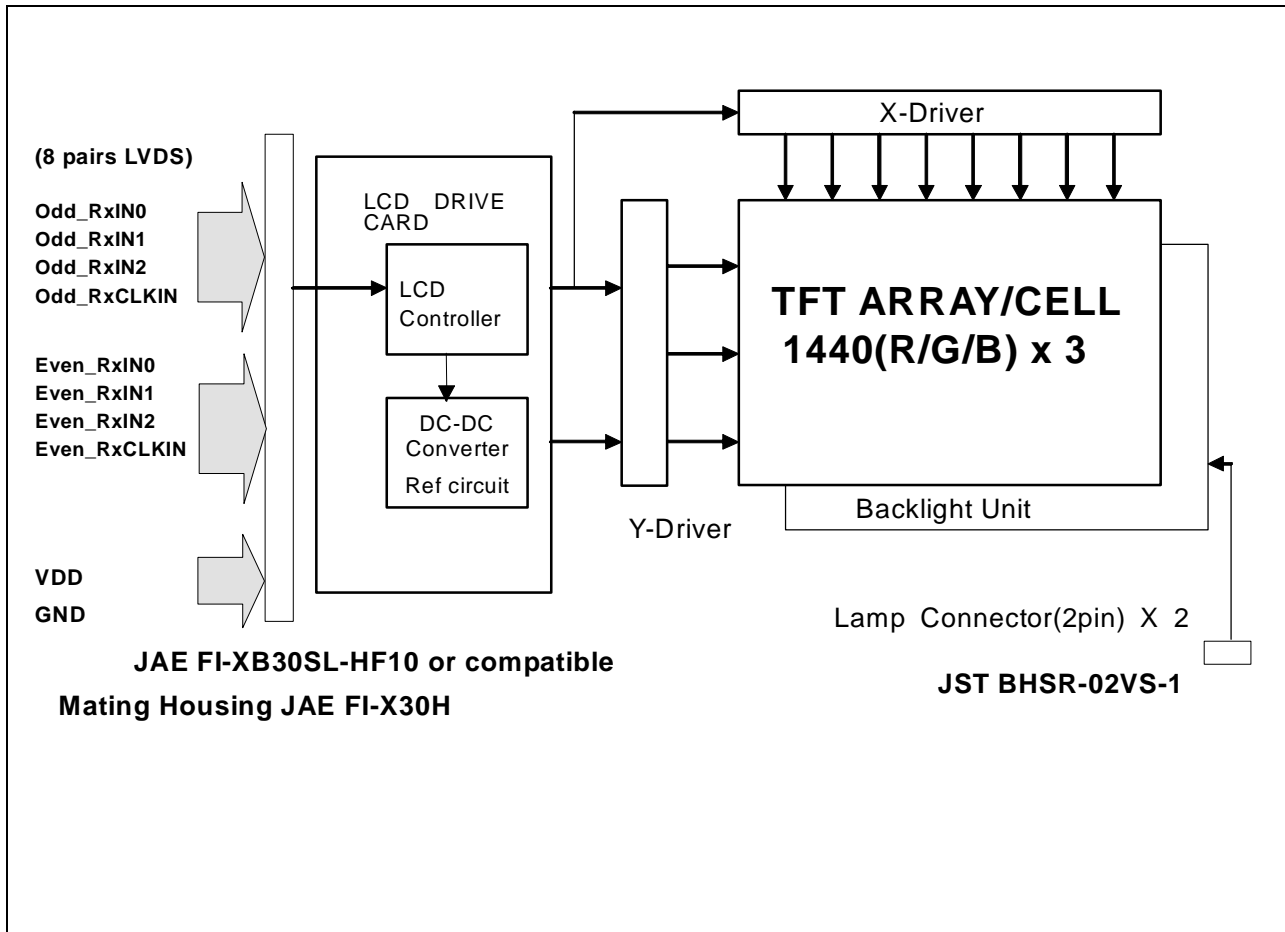 (8 pairs LVDS)
Odd_RxIN0
Odd_RxIN1
Odd_RxIN2
Odd_RxCLKIN
Even_RxIN0
Even_RxIN1
Even_RxIN2
Even_RxCLKIN
VDD
GND
LCD DRIVE
CARD
LCD
Controller
DC-DC
Converter
Ref circuit
X-Driver
Y-Driver
TFT ARRAY/CELL
1440(R/G/B) x 3
Backlight Unit
Lamp Connector(2pin) X 2
JST BHSR-02VS-1
JAE FI-XB30SL-HF10 or compatible
Mating Housing JAE FI-X30H